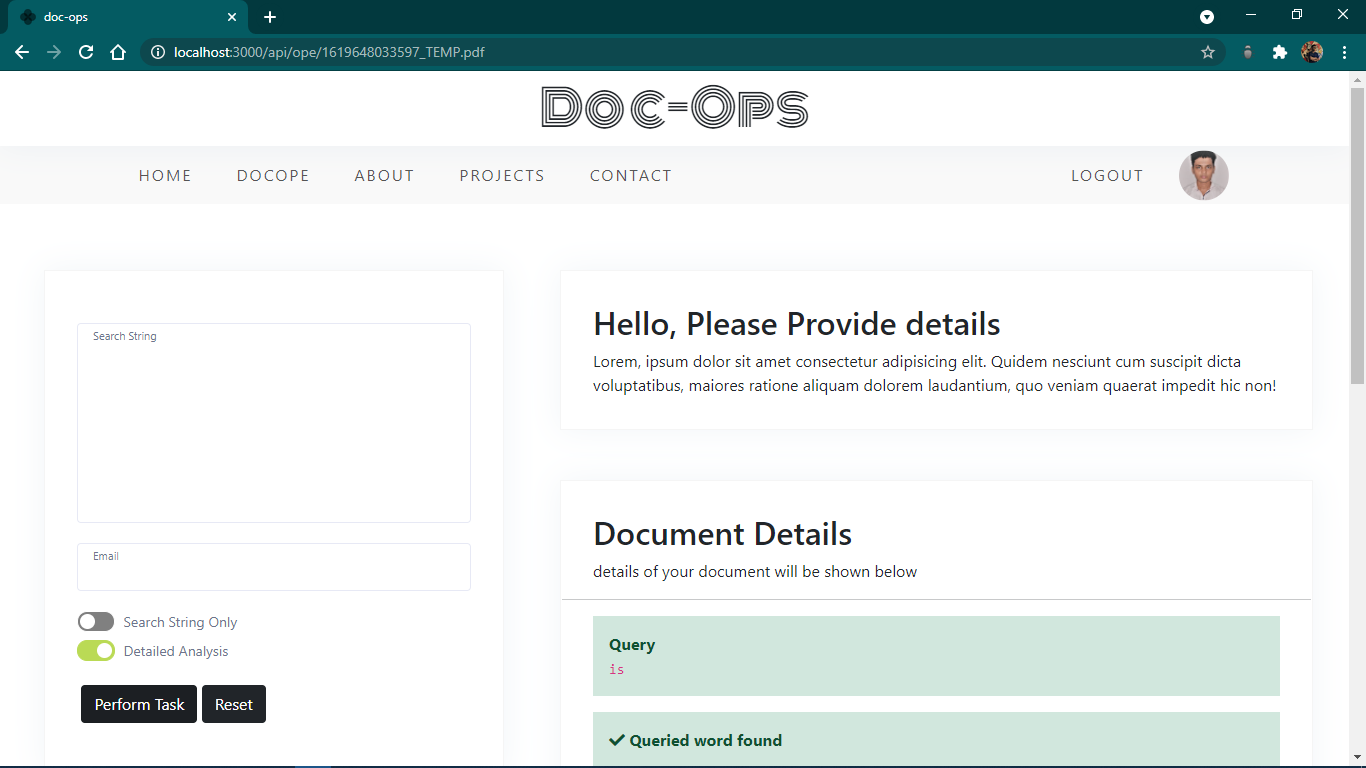 doc-ops
localhost:3000/api/ope/1619648033597_TEMP.pdf
Doc-Ops
HOME DOCOPE ABOUT PROJECTS CONTACT LOGOUT
Search String
Email
Search String Only
Detailed Analysis
Perform Task Reset
Hello, Please Provide details
Lorem, ipsum dolor sit amet consectetur adipisicing elit. Quidem nesciunt cum suscipit dicta
voluptatibus, maiores ratione aliquam dolorem laudantium, quo veniam quaerat impedit hic non!
Document Details
details of your document will be shown below
Query
is
Queried word found